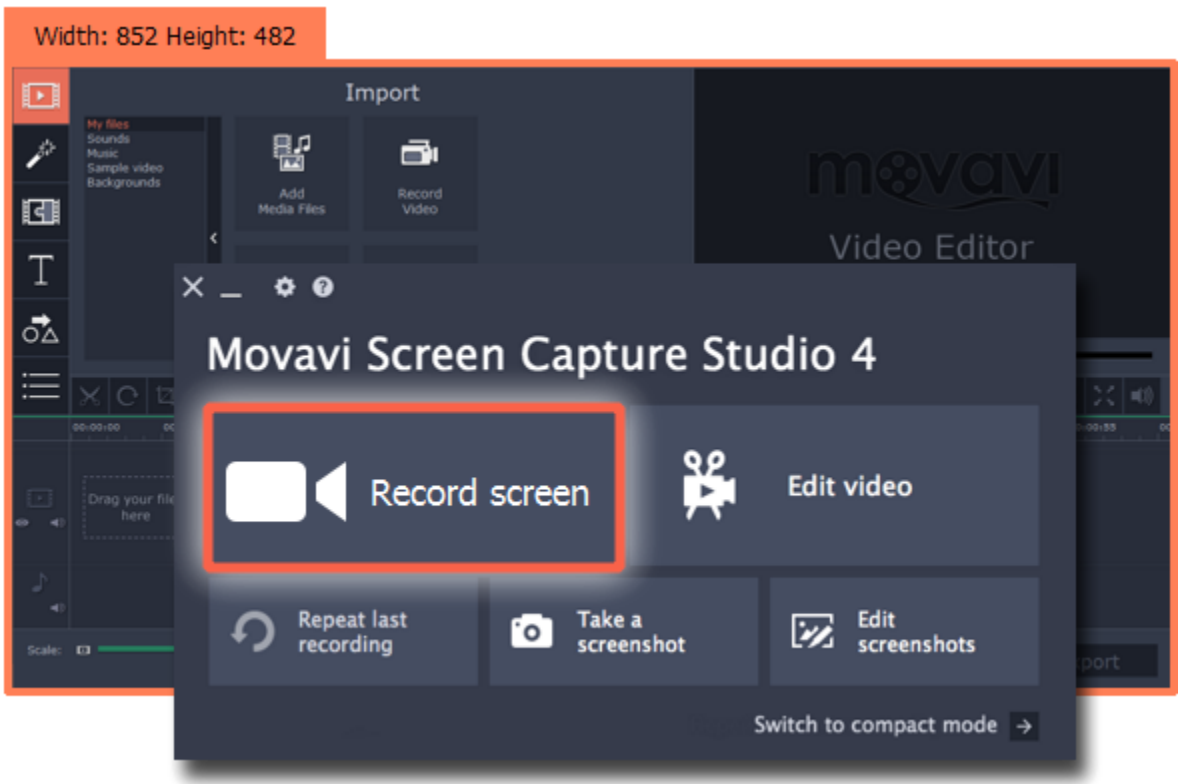 Width: 852 Height: 482
Import
My files
Sounds
Music
Sample video
Backgrounds
Add
Media Files
Record
Video
movavi
Video Editor
Movavi Screen Capture Studio 4
00:00:00
Drag your file
here
Record screen
Edit video
Repeat last
recording
Take a
screenshot
Edit
screenshots
Scale:
Switch to compact mode